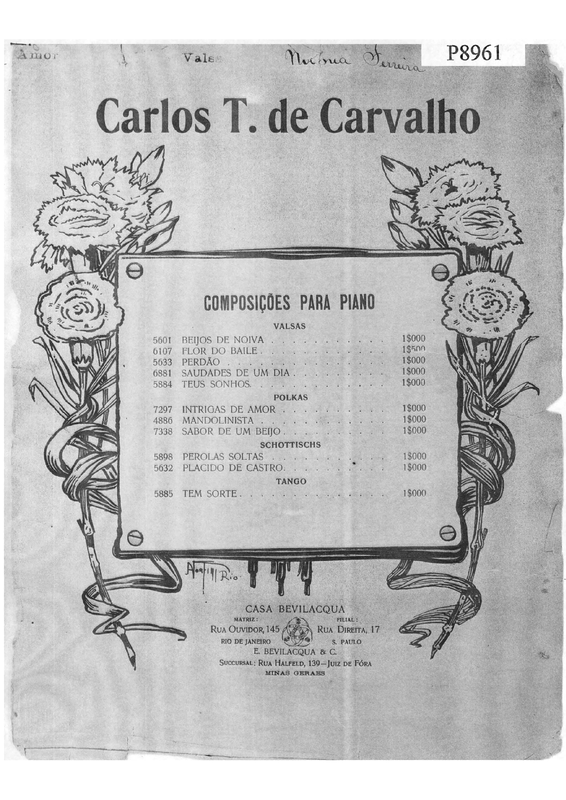 P8961
Amor Valsa Ferreira
Carlos T. de Carvalho
COMPOSIÇÕES PARA PIANO
VALSAS
5601 BEIJOS DE NOIVA . . . . . . . . . . . 1$000
6107 FLOR DO BAILE . . . . . . . . . . . 1$500
5633 PERDÃO . . . . . . . . . . . 1$000
6881 SAUDADES DE UM DIA . . . . . . . . . 1$000
5884 TEUS SONHOS. . . . . . . . . . . . 1$000
POLKAS
7297 INTRIGAS DE AMOR . . . . . . . . . 1$000
4886 MANDOLINISTA . . . . . . . . . . . 1$000
7338 SABOR DE UM BEIJO . . . . . . . . . 1$000
SCHOTTISCHS
5898 PEROLAS SOLTAS . . . . . . . . . . 1$000
5632 PLACIDO DE CASTRO. . . . . . . . . 1$000
TANGO
5885 TEM SORTE . . . . . . . . . . . . 1$000
Rio
CASA BEVILACQUA
MATRIZ: FILIAL:
RUA OUVIDOR, 145 RUA DIREITA, 17
RIO DE JANEIRO S. PAULO
E. BEVILACQUA & C.
SUCCURSAL: RUA HALFELD, 139—JUIZ DE FÓRA
MINAS GERAES